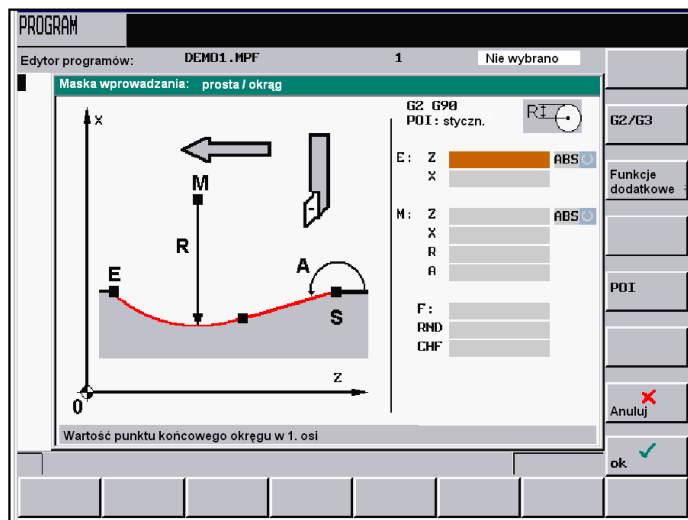 PROGRAM
Edytor programów: DEMO1.MPF 1 Nie wybrano
Maska wprowadzania: prosta / okrąg
G2 G90
POI: styczn.
R
G2/G3
x
M
E: Z ABS
X
Funkcje
dodatkowe
R
M: Z ABS
X
R
A
E
A
S
POI
F:
RND
CHF
z
0
Anuluj
Wartość punktu końcowego okręgu w 1. osi
ok